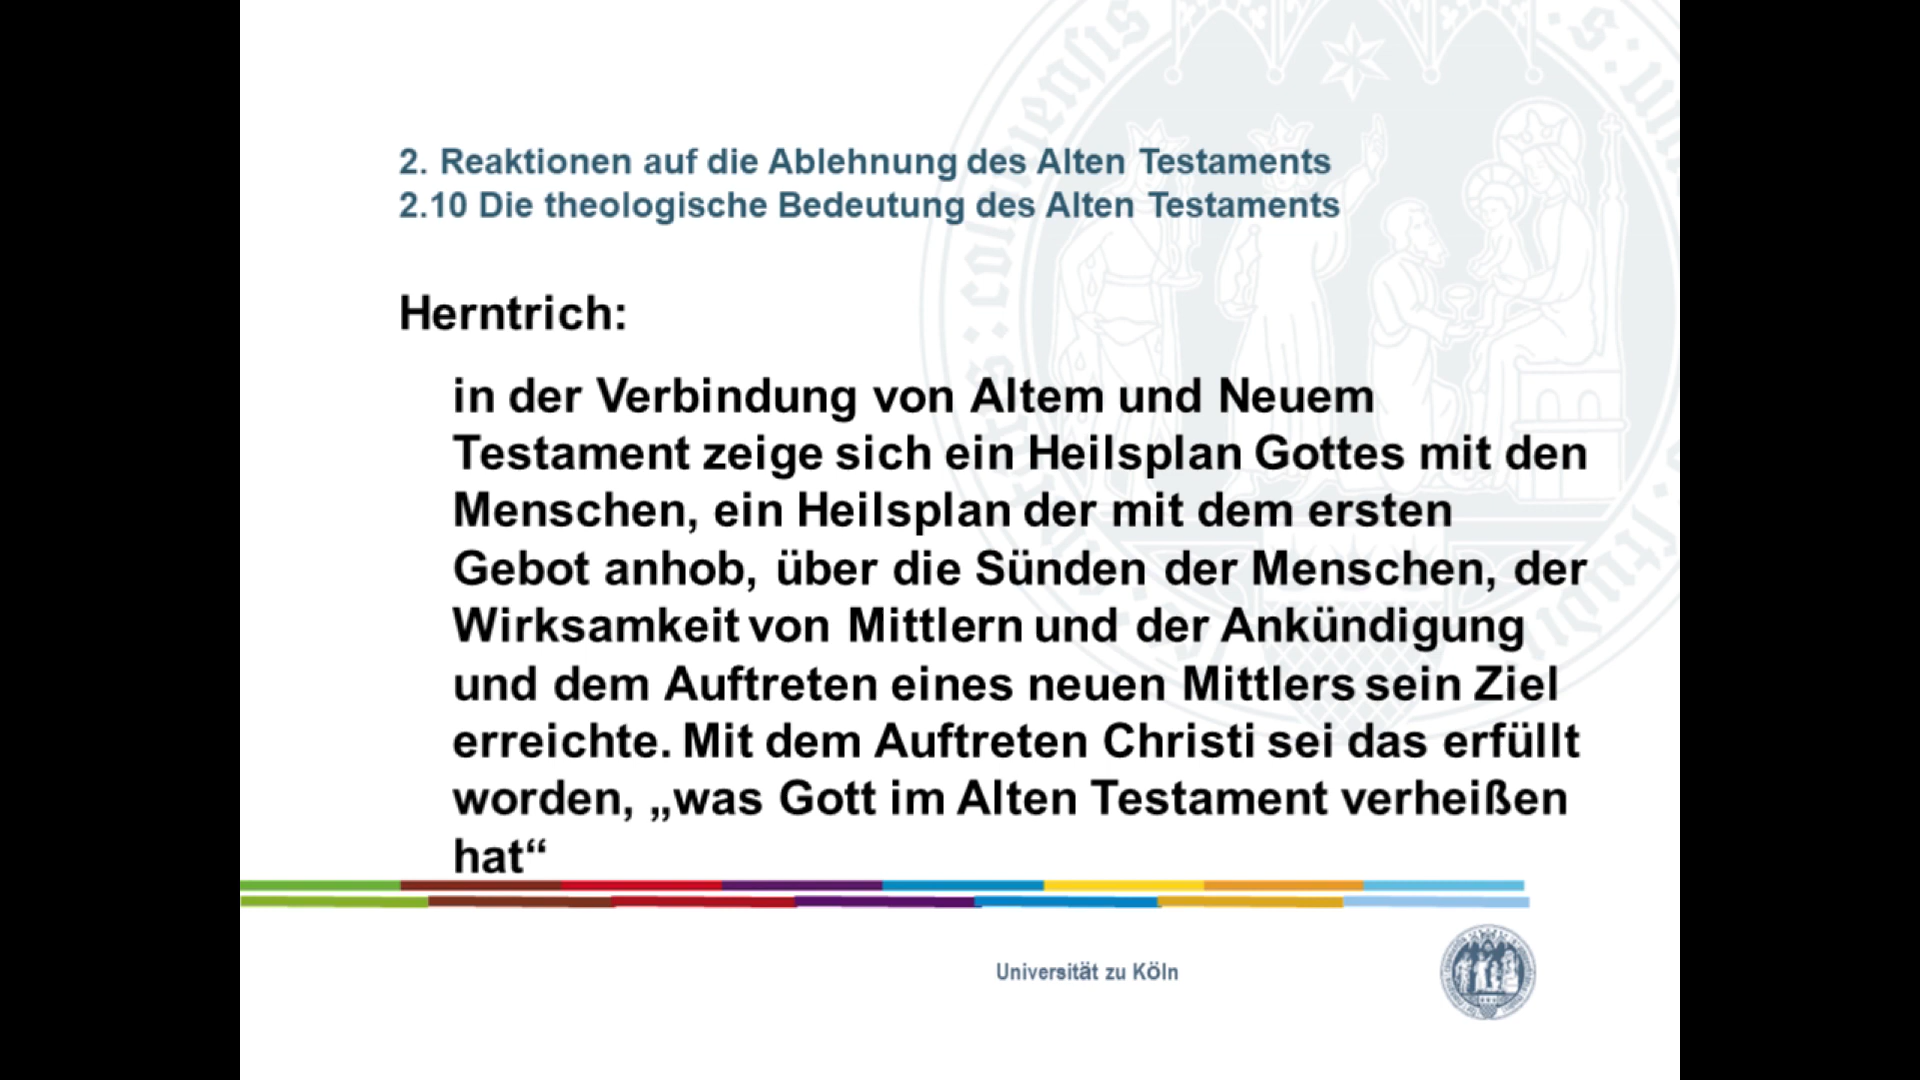 2. Reaktionen auf die Ablehnung des Alten Testaments
2.10 Die theologische Bedeutung des Alten Testaments
Herntrich:
in der Verbindung von Altem und Neuem
Testament zeige sich ein Heilsplan Gottes mit den
Menschen, ein Heilsplan der mit dem ersten
Gebot anhob, über die Sünden der Menschen, der
Wirksamkeit von Mittlern und der Ankündigung
und dem Auftreten eines neuen Mittlers sein Ziel
erreichte. Mit dem Auftreten Christi sei das erfüllt
worden, „was Gott im Alten Testament verheißen
hat“
Universität zu Köln